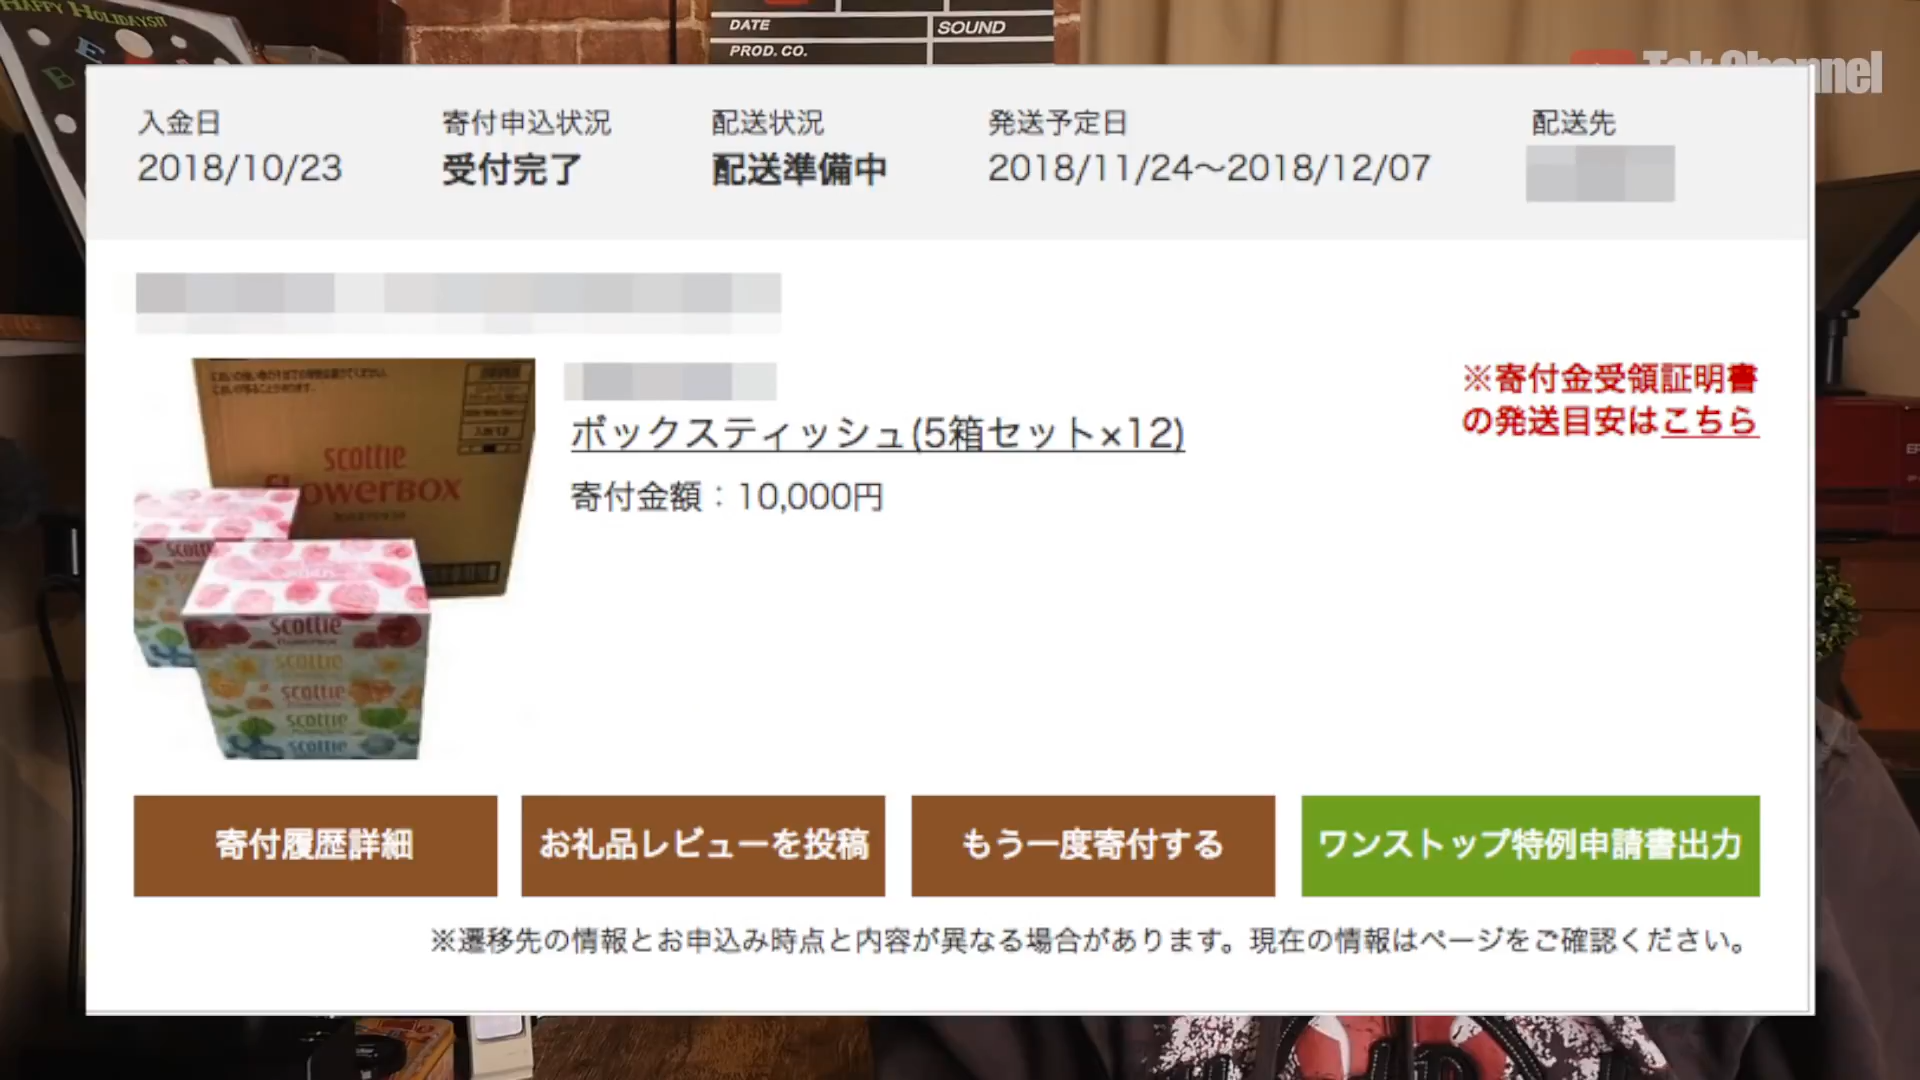 HAPPY HOLIDAYS!!
DATE
SOUND
PROD. CO.
入金日
2018/10/23
寄付申込状況
受付完了
配送状況
配送準備中
発送予定日
2018/11/24～2018/12/07
配送先
ボックスティッシュ(5箱セット×12)
寄付金額：10,000円
※寄付金受領証明書
の発送目安はこちら
scottie
FLOWERBOX
scottie
scottie
scottie
scottie
scottie
寄付履歴詳細
お礼品レビューを投稿
もう一度寄付する
ワンストップ特例申請書出力
※遷移先の情報とお申込み時点と内容が異なる場合があります。現在の情報はページをご確認ください。